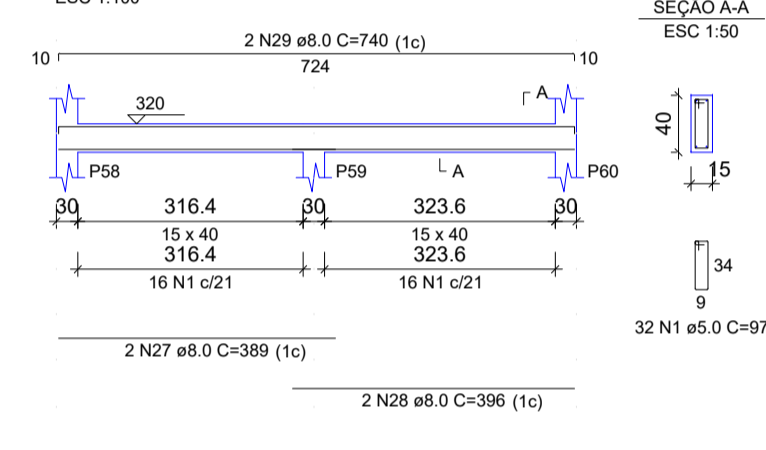 ESC 1:100
SEÇÃO A-A
ESC 1:50
2 N29 ø8.0 C=740 (1c)
10
724
10
320
A
40
P58
P59
A
P60
15
30
316.4
30
323.6
30
15 x 40
15 x 40
316.4
323.6
16 N1 c/21
16 N1 c/21
34
9
32 N1 ø5.0 C=97
2 N27 ø8.0 C=389 (1c)
2 N28 ø8.0 C=396 (1c)